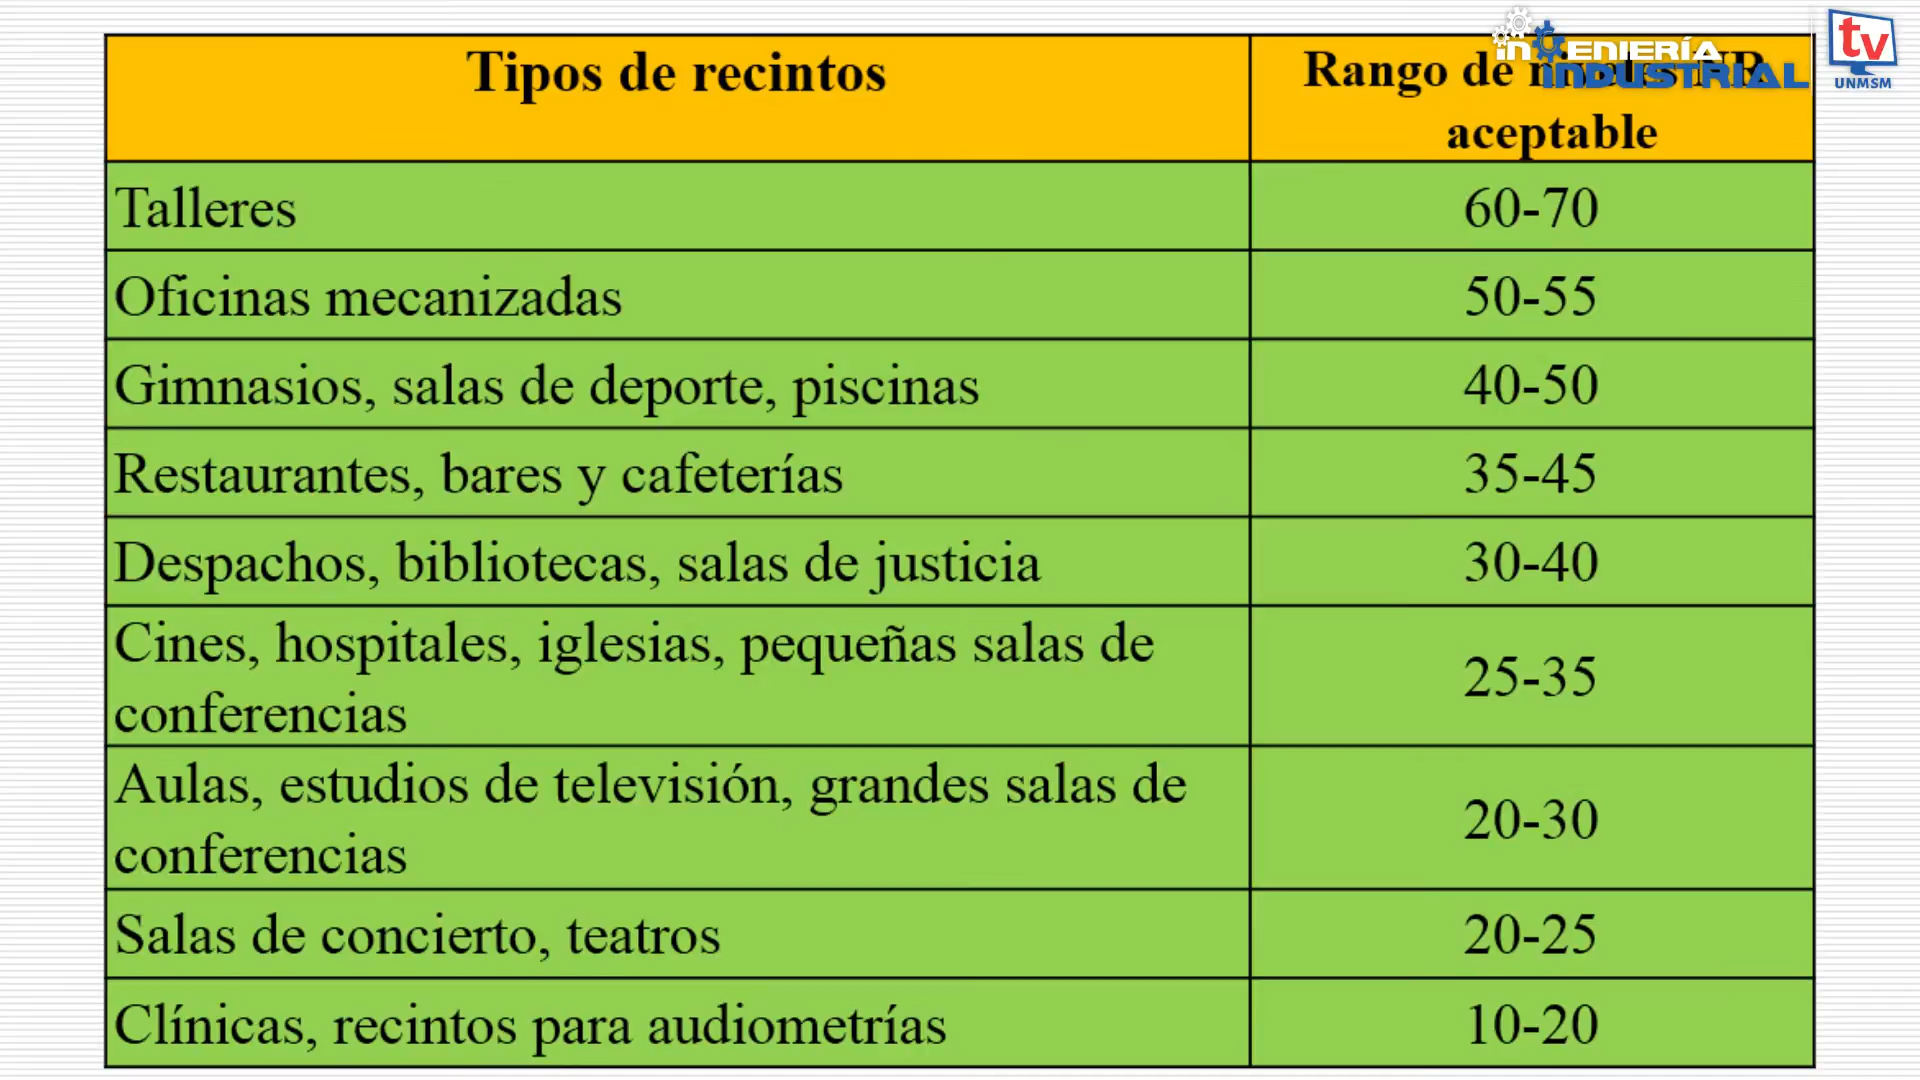 Tipos de recintos
Rango de niveles NR
aceptable
INGENIERÍA
INDUSTRIAL
tv
UNMSM
Talleres
60-70
Oficinas mecanizadas
50-55
Gimnasios, salas de deporte, piscinas
40-50
Restaurantes, bares y cafeterías
35-45
Despachos, bibliotecas, salas de justicia
30-40
Cines, hospitales, iglesias, pequeñas salas de
conferencias
25-35
Aulas, estudios de televisión, grandes salas de
conferencias
20-30
Salas de concierto, teatros
20-25
Clínicas, recintos para audiometrías
10-20